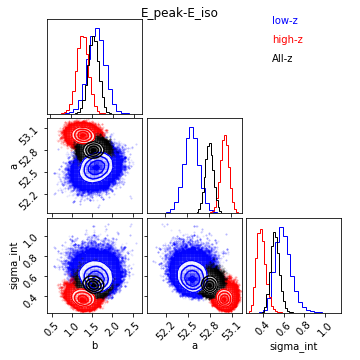 E_peak-E_iso
low-z
high-z
All-z
a
53.1
52.8
52.5
52.2
sigma_int
1.0
0.8
0.6
0.4
0.5 1.0 1.5 2.0 2.5
b
52.2 52.5 52.8 53.1
a
0.4 0.6 0.8 1.0
sigma_int